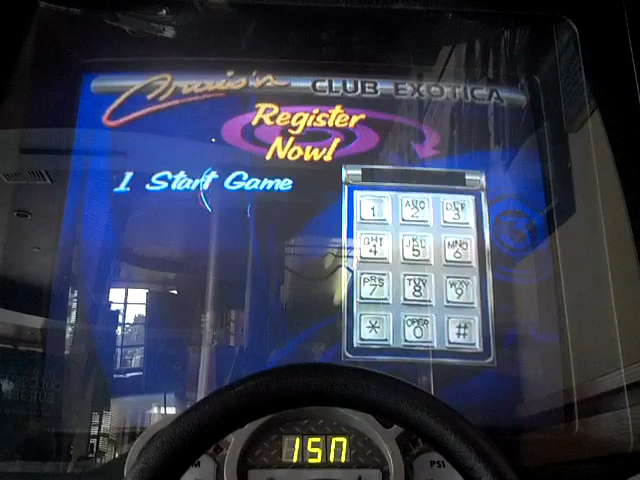 Cruis'n CLUB EXOTICA
Register
Now!
1 Start Game
1 ABC 2 DEF 3
GHI 4 JKL 5 MNO 6
PRS 7 TUV 8 WXY 9
* OPER 0 #
PSI